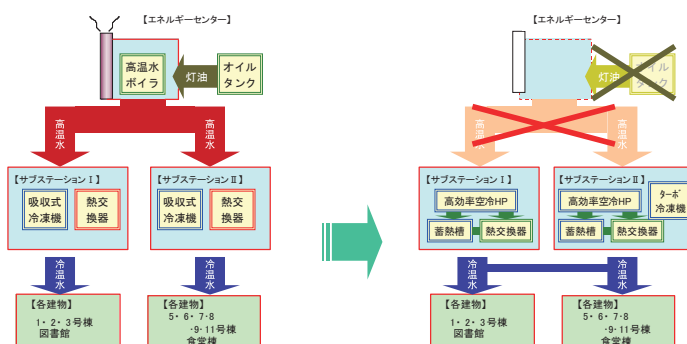 【エネルギーセンター】
高温水
ボイラ
灯油
オイル
タンク
高温水
高温水
【サブステーションⅠ】
吸収式
冷凍機
熱交
換器
【サブステーションⅡ】
吸収式
冷凍機
熱交
換器
冷温水
冷温水
【各建物】
1・2・3号棟
図書館
【各建物】
5・6・7・8
・9・11号棟
食堂棟
【エネルギーセンター】
灯油
オイル
タンク
高温水
高温水
【サブステーションⅠ】
高効率空冷HP
蓄熱槽
熱交換器
【サブステーションⅡ】
高効率空冷HP
ターボ
冷凍機
蓄熱槽
熱交換器
冷温水
冷温水
【各建物】
1・2・3号棟
図書館
【各建物】
5・6・7・8
・9・11号棟
食堂棟